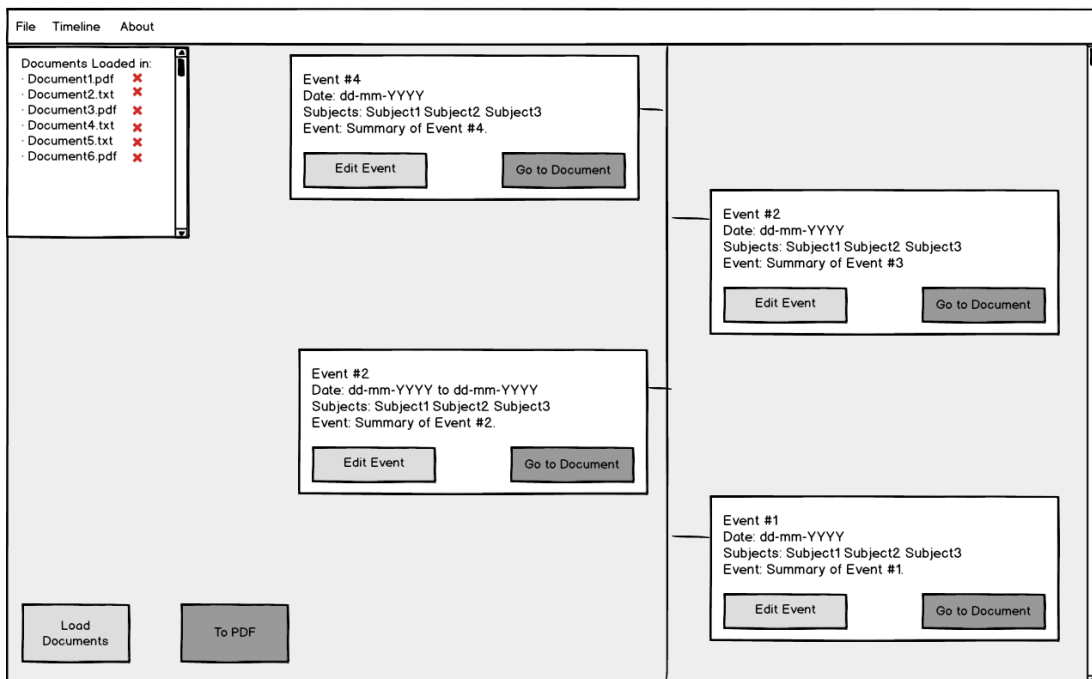 File Timeline About
Documents Loaded in:
· Document1.pdf
· Document2.txt
· Document3.pdf
· Document4.txt
· Document5.txt
· Document6.pdf
Event #4
Date: dd-mm-YYYY
Subjects: Subject1 Subject2 Subject3
Event: Summary of Event #4.
Edit Event
Go to Document
Event #2
Date: dd-mm-YYYY
Subjects: Subject1 Subject2 Subject3
Event: Summary of Event #3
Edit Event
Go to Document
Event #2
Date: dd-mm-YYYY to dd-mm-YYYY
Subjects: Subject1 Subject2 Subject3
Event: Summary of Event #2.
Edit Event
Go to Document
Event #1
Date: dd-mm-YYYY
Subjects: Subject1 Subject2 Subject3
Event: Summary of Event #1.
Edit Event
Go to Document
Load
Documents
To PDF